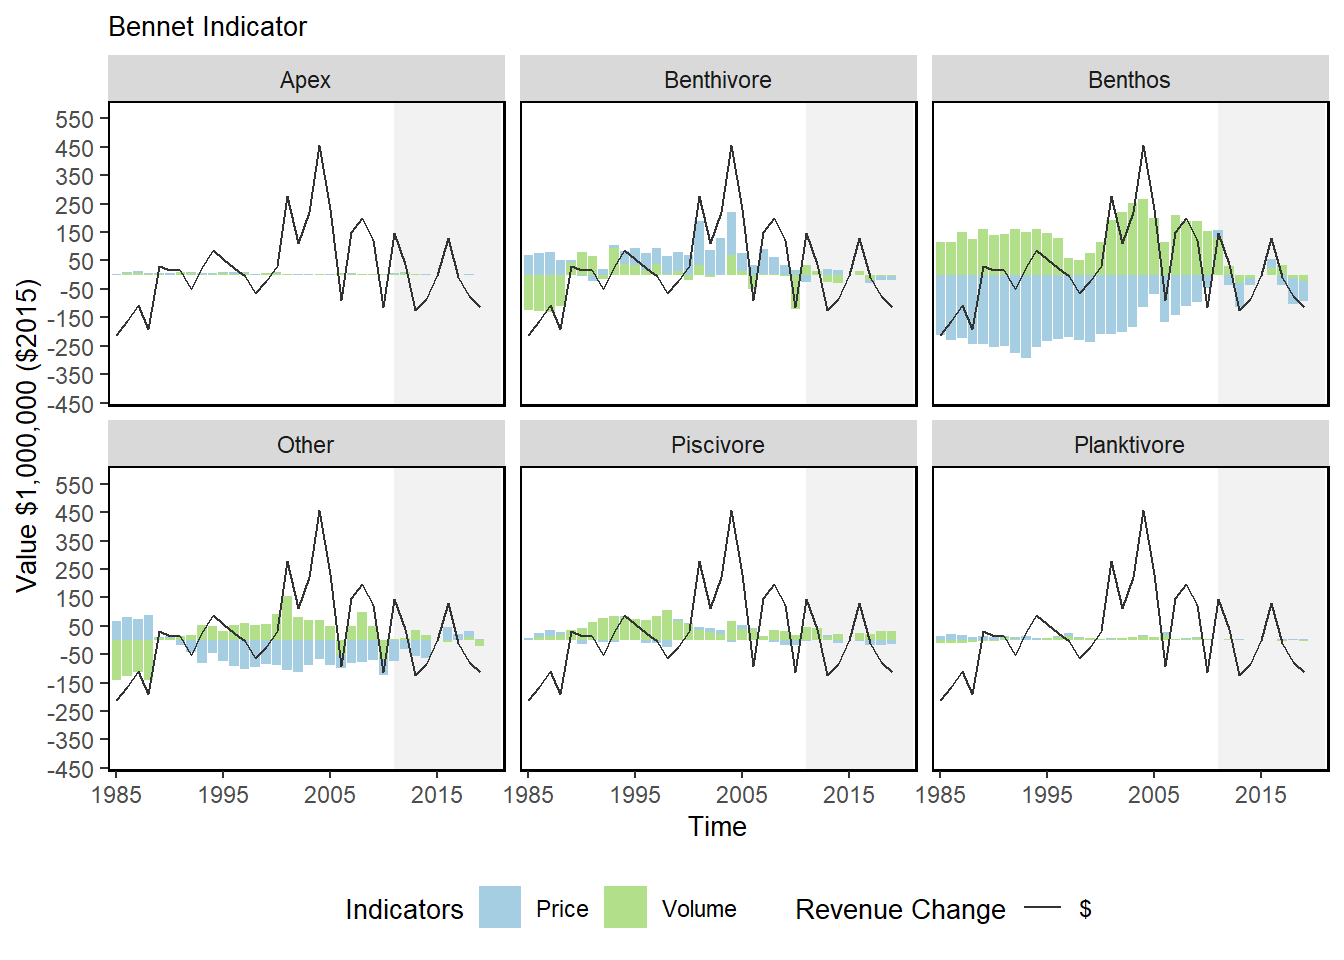 Bennet Indicator
Apex
Benthivore
Benthos
550
450
350
250
150
50
-50
-150
-250
-350
-450
Other
Piscivore
Planktivore
550
450
350
250
150
50
-50
-150
-250
-350
-450
Value $1,000,000 ($2015)
1985 1995 2005 2015
1985 1995 2005 2015
1985 1995 2005 2015
Time
Indicators Price Volume Revenue Change $